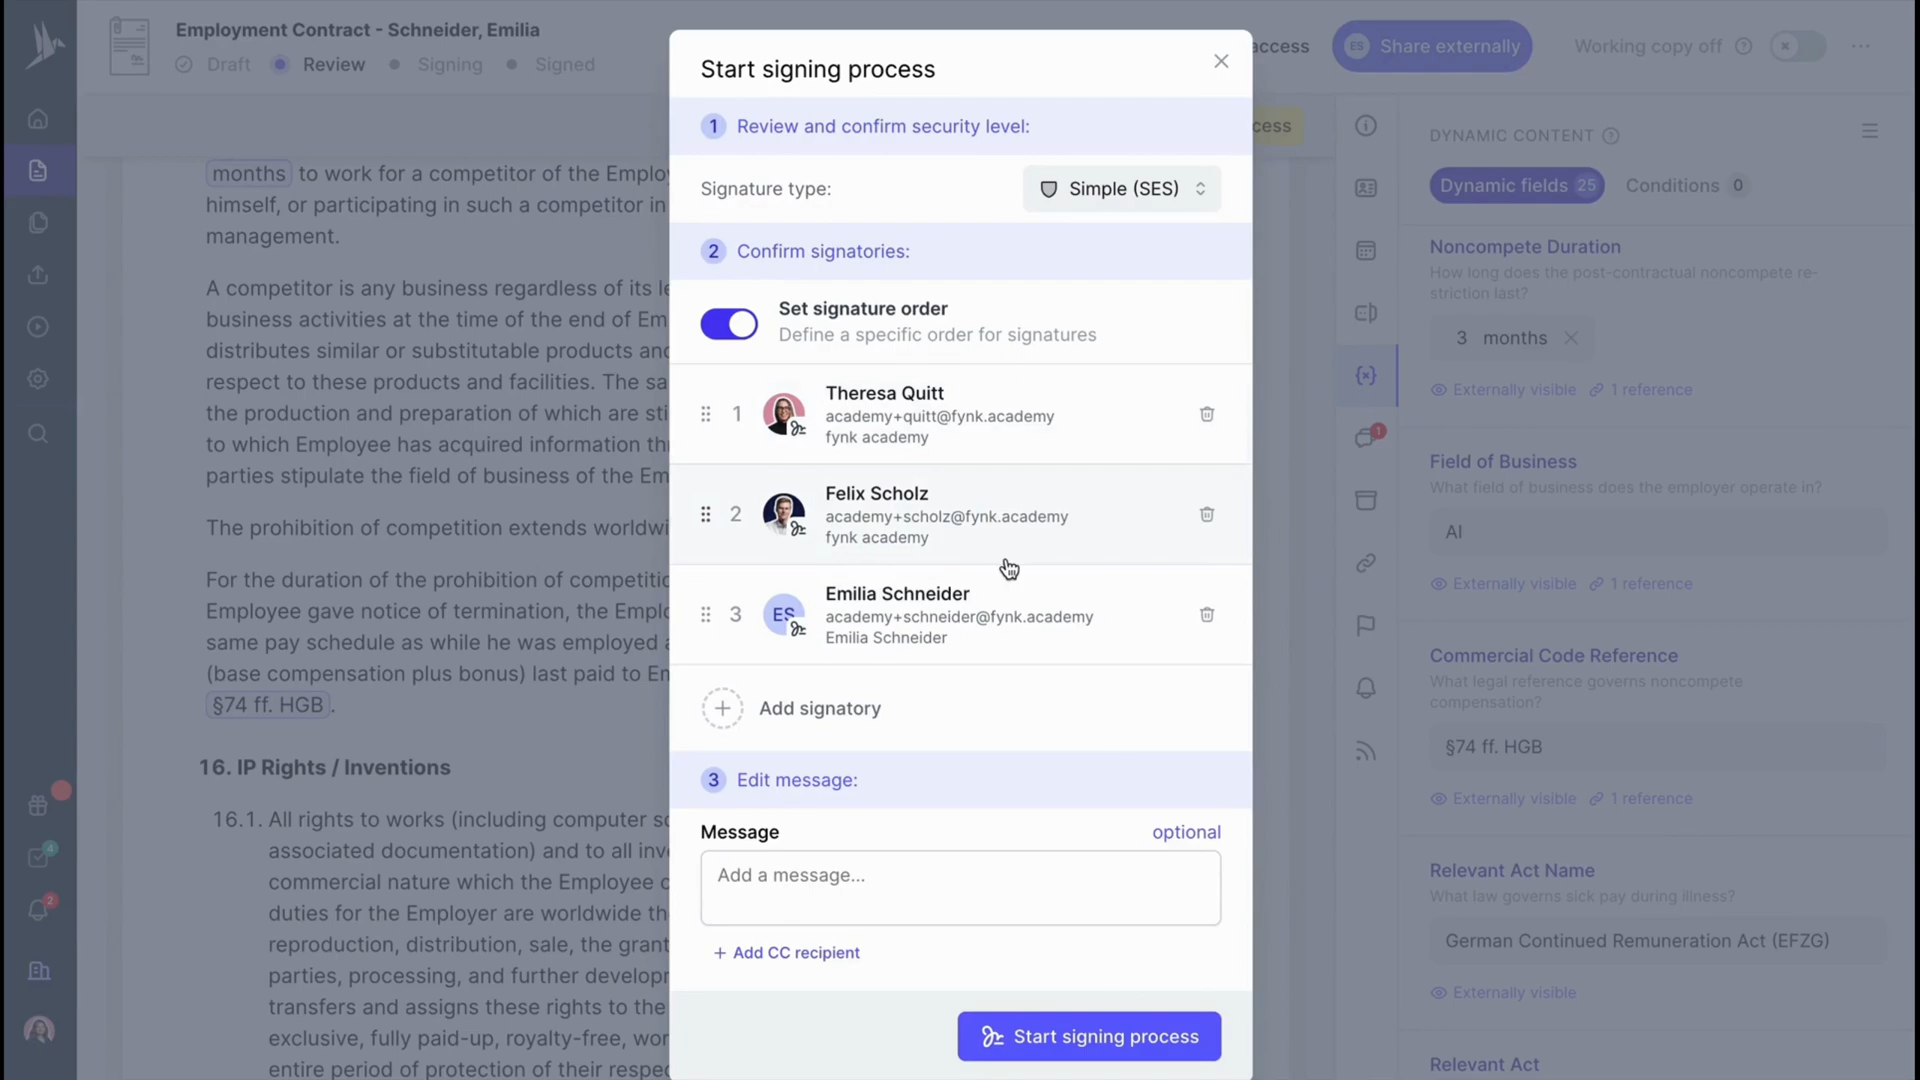 Employment Contract - Schneider, Emilia
Draft
Review
Signing
Signed
access
ES
Share externally
Working copy off
months to work for a competitor of the Emplo
himself, or participating in such a competitor in
management.
A competitor is any business regardless of its le
business activities at the time of the end of Em
distributes similar or substitutable products and
respect to these products and facilities. The sa
the production and preparation of which are sti
to which Employee has acquired information th
parties stipulate the field of business of the Em
The prohibition of competition extends worldwi
For the duration of the prohibition of competitio
Employee gave notice of termination, the Emplo
same pay schedule as while he was employed a
(base compensation plus bonus) last paid to Em
§74 ff. HGB.
16. IP Rights / Inventions
16.1. All rights to works (including computer so
associated documentation) and to all inve
commercial nature which the Employee c
duties for the Employer are worldwide the
reproduction, distribution, sale, the grant
parties, processing, and further develop
transfers and assigns these rights to the
exclusive, fully paid-up, royalty-free, wor
entire period of protection of their respec
4
2
Start signing process
1 Review and confirm security level:
Signature type:
Simple (SES)
2 Confirm signatories:
Set signature order
Define a specific order for signatures
1
Theresa Quitt
academy+quitt@fynk.academy
fynk academy
2
Felix Scholz
academy+scholz@fynk.academy
fynk academy
3
ES
Emilia Schneider
academy+schneider@fynk.academy
Emilia Schneider
Add signatory
3 Edit message:
Message
optional
Add a message...
+ Add CC recipient
Start signing process
cess
1
DYNAMIC CONTENT
Dynamic fields 25
Conditions 0
Noncompete Duration
How long does the post-contractual noncompete re-
striction last?
3 months
Externally visible
1 reference
Field of Business
What field of business does the employer operate in?
AI
Externally visible
1 reference
Commercial Code Reference
What legal reference governs noncompete
compensation?
§74 ff. HGB
Externally visible
1 reference
Relevant Act Name
What law governs sick pay during illness?
German Continued Remuneration Act (EFZG)
Externally visible
Relevant Act